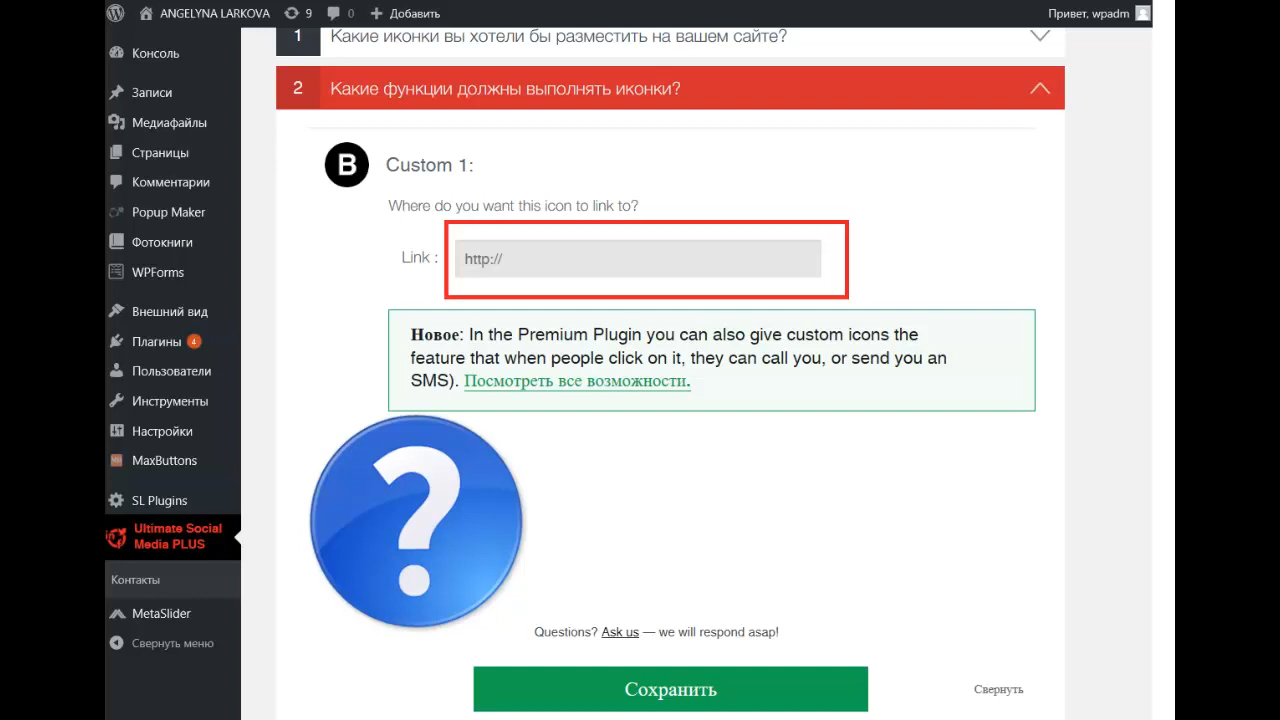 ANGELYNA LARKOVA 9 0 Добавить Привет, wpadm
Консоль
Записи
Медиафайлы
Страницы
Комментарии
Popup Maker
Фотокниги
WPForms
Внешний вид
Плагины 4
Пользователи
Инструменты
Настройки
MaxButtons
SL Plugins
Ultimate Social
Media PLUS
Контакты
MetaSlider
Свернуть меню
1 Какие иконки вы хотели бы разместить на вашем сайте?
2 Какие функции должны выполнять иконки?
B Custom 1:
Where do you want this icon to link to?
Link : http://
Новое: In the Premium Plugin you can also give custom icons the
feature that when people click on it, they can call you, or send you an
SMS). Посмотреть все возможности.
?
Questions? Ask us — we will respond asap!
Сохранить
Свернуть